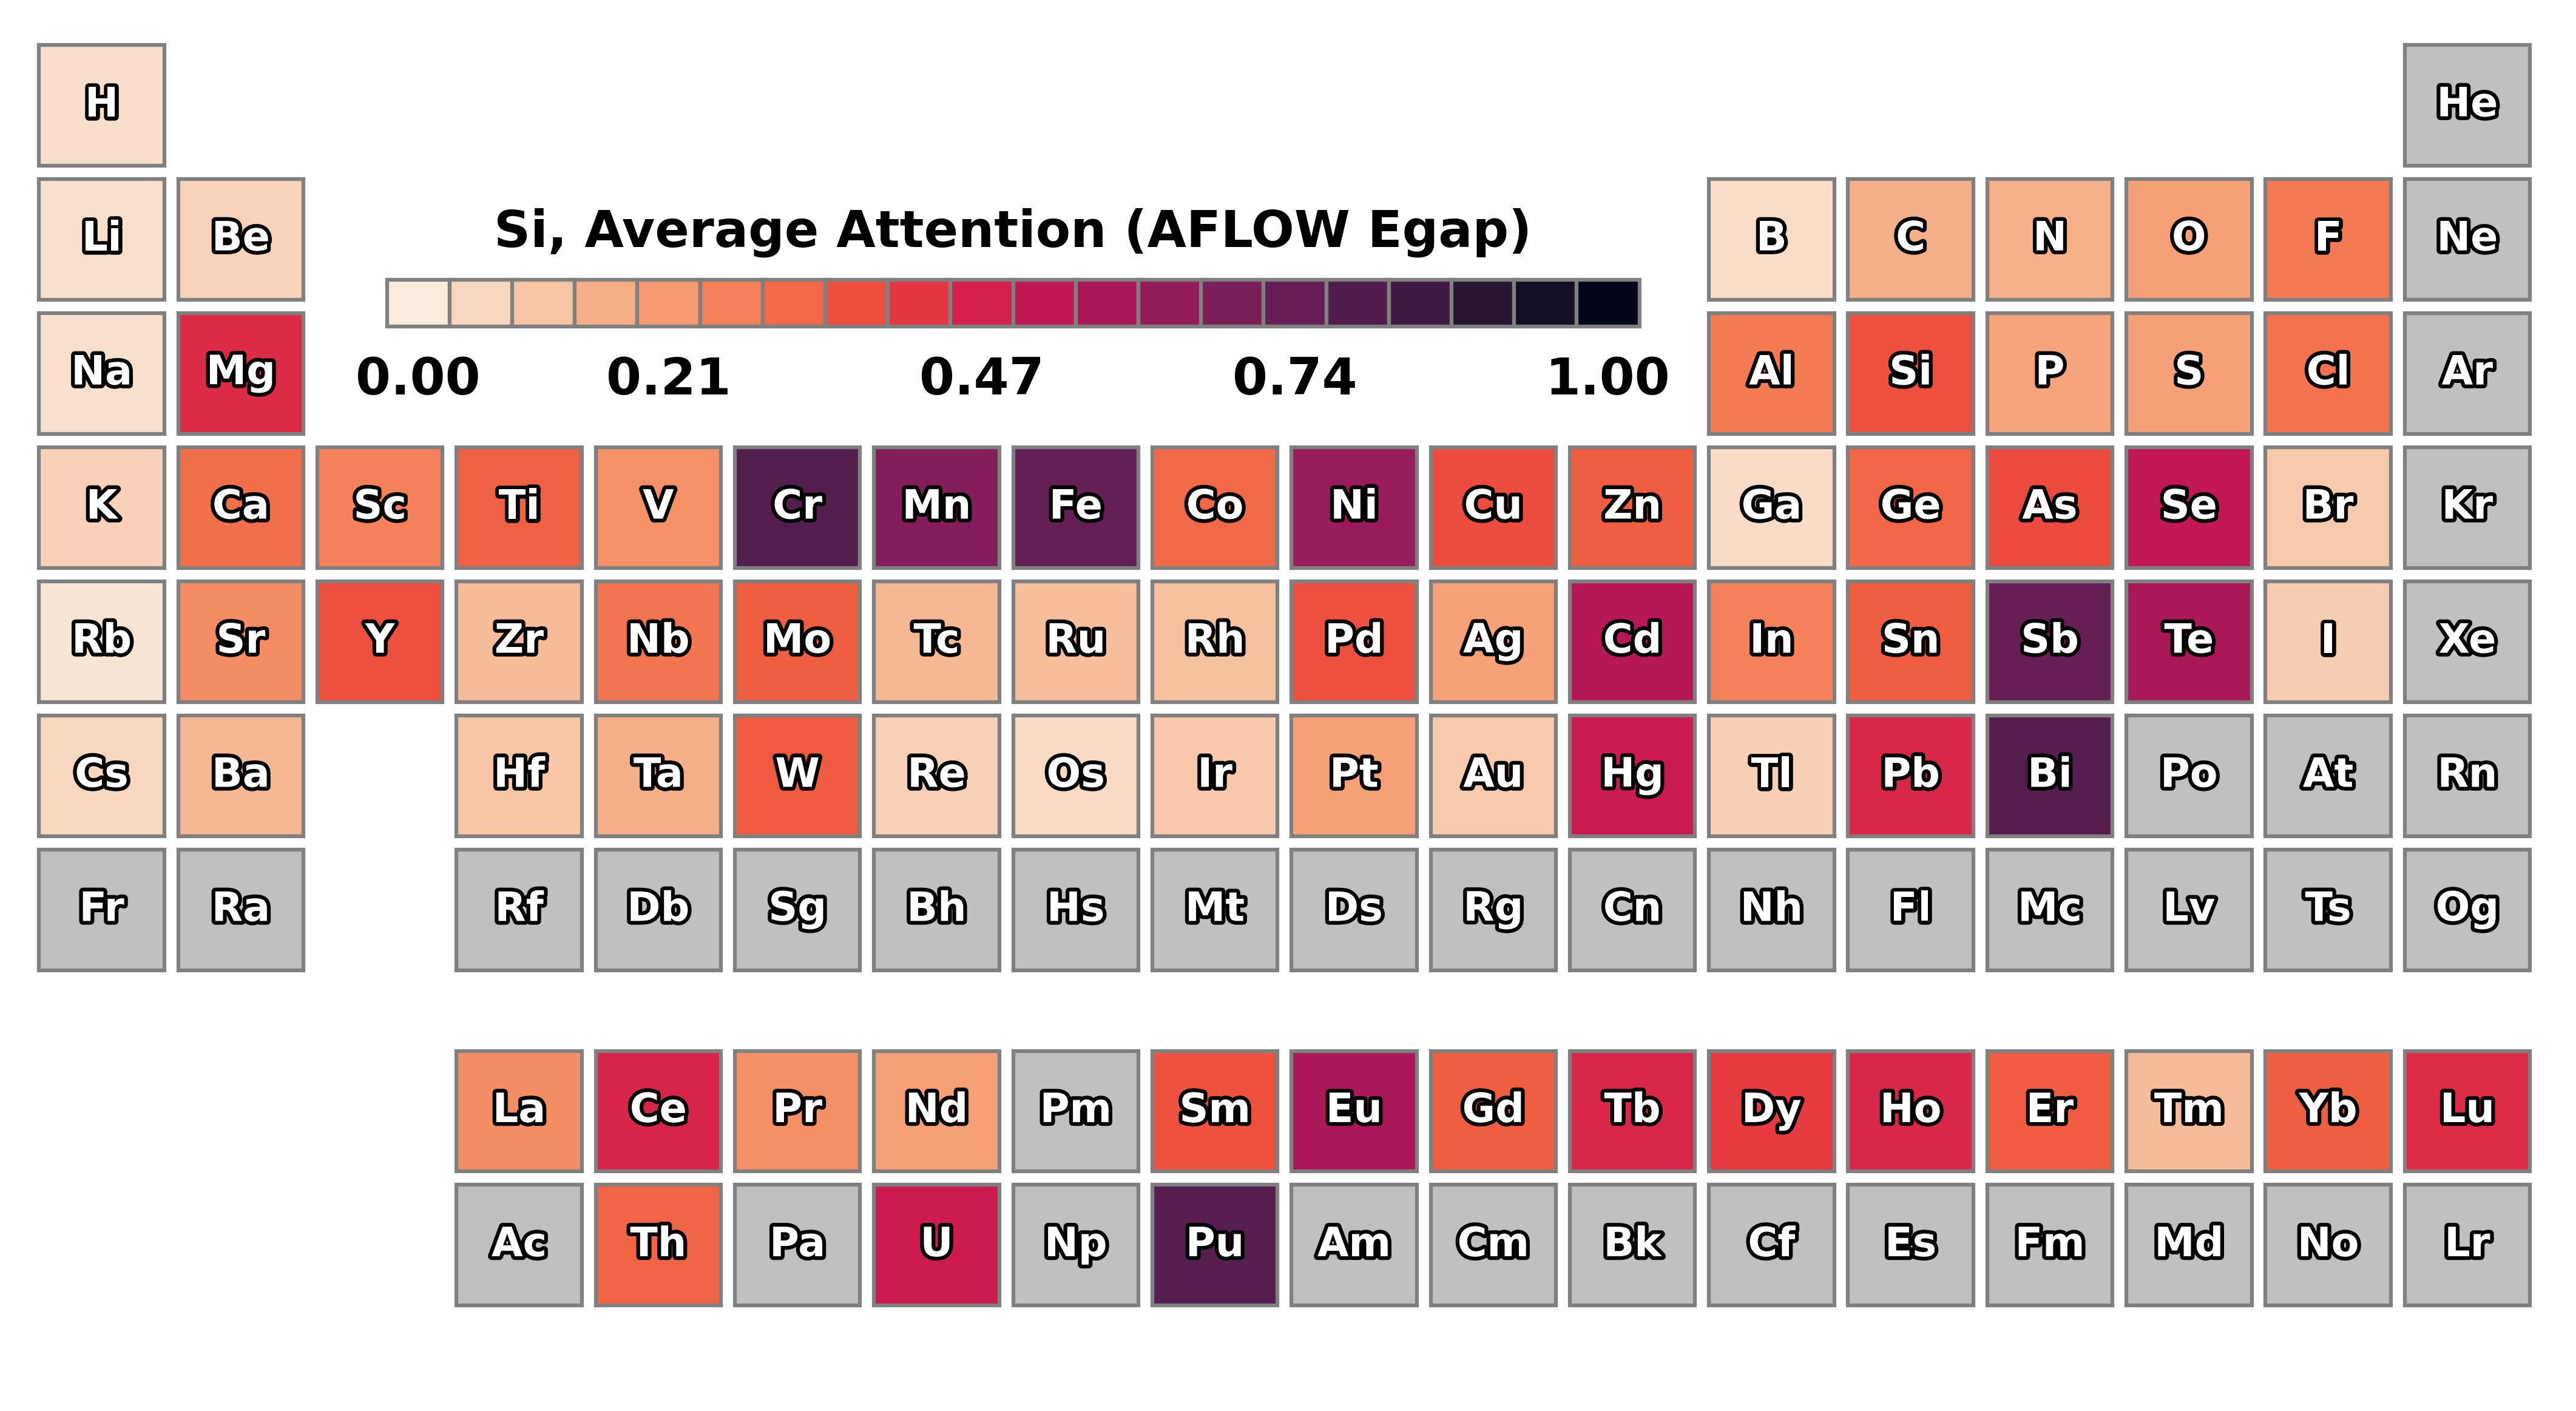 H He
Li Be Si, Average Attention (AFLOW Egap) B C N O F Ne
Na Mg 0.00 0.21 0.47 0.74 1.00 Al Si P S Cl Ar
K Ca Sc Ti V Cr Mn Fe Co Ni Cu Zn Ga Ge As Se Br Kr
Rb Sr Y Zr Nb Mo Tc Ru Rh Pd Ag Cd In Sn Sb Te I Xe
Cs Ba Hf Ta W Re Os Ir Pt Au Hg Tl Pb Bi Po At Rn
Fr Ra Rf Db Sg Bh Hs Mt Ds Rg Cn Nh Fl Mc Lv Ts Og
La Ce Pr Nd Pm Sm Eu Gd Tb Dy Ho Er Tm Yb Lu
Ac Th Pa U Np Pu Am Cm Bk Cf Es Fm Md No Lr